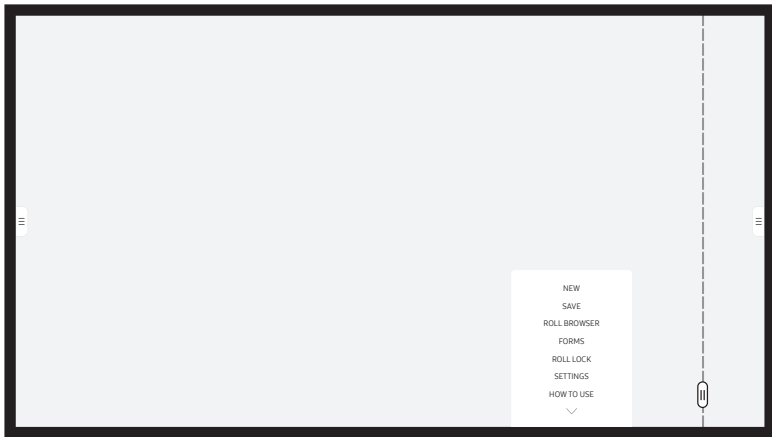 NEW
SAVE
ROLL BROWSER
FORMS
ROLL LOCK
SETTINGS
HOW TO USE